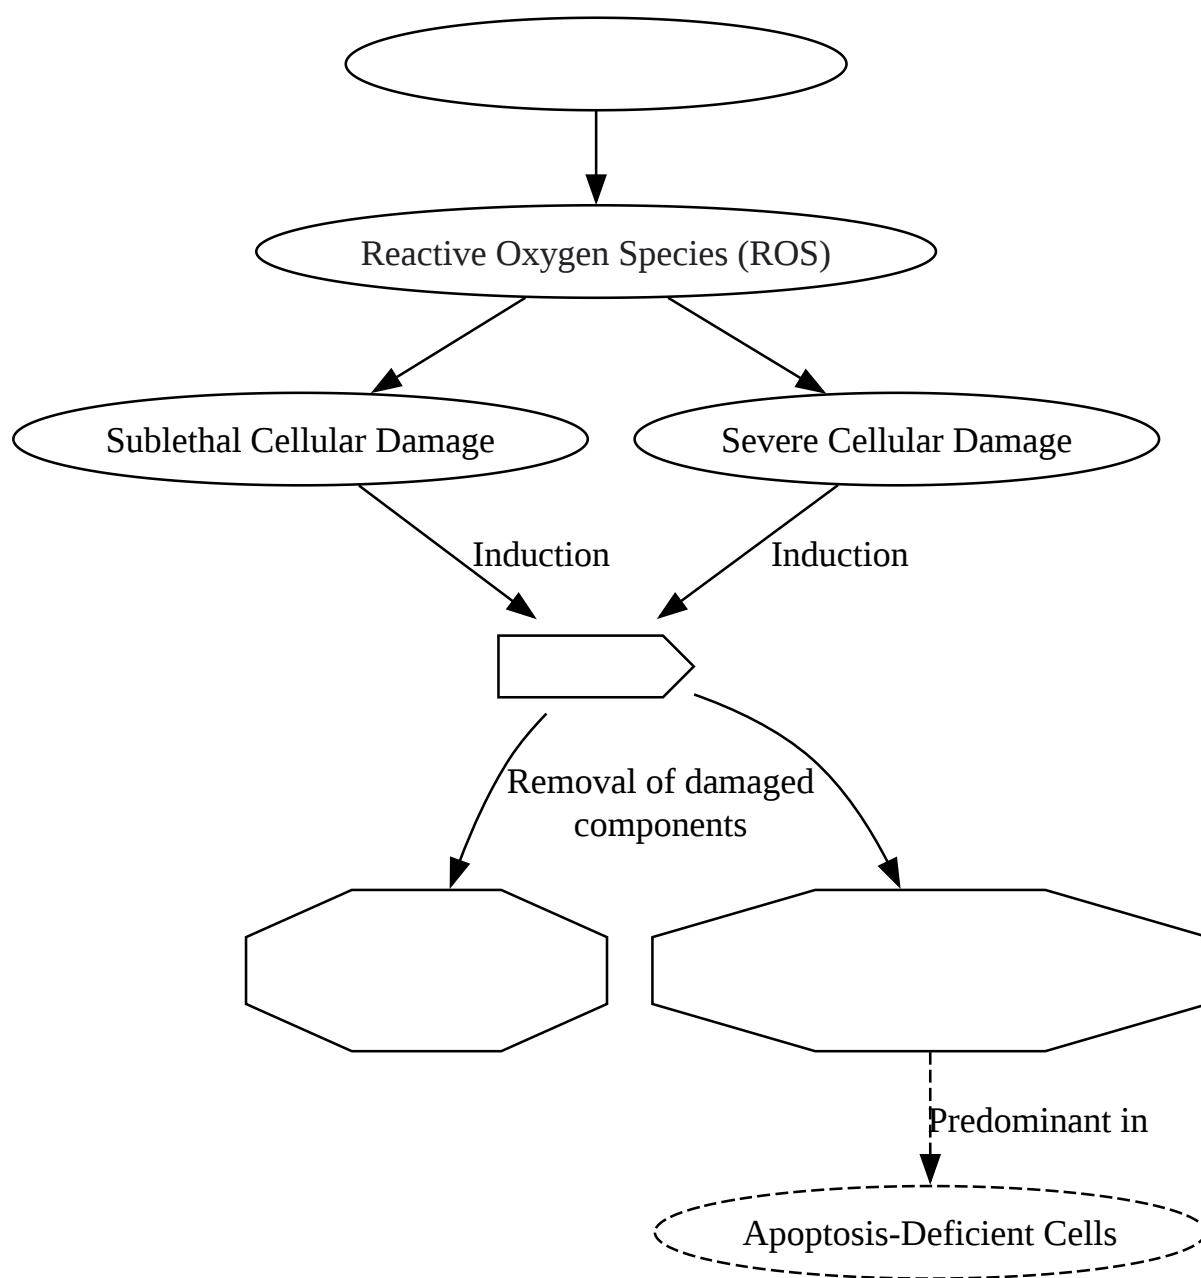 Reactive Oxygen Species (ROS)
Sublethal Cellular Damage
Severe Cellular Damage
Induction
Induction
Removal of damaged
components
Predominant in
Apoptosis-Deficient Cells